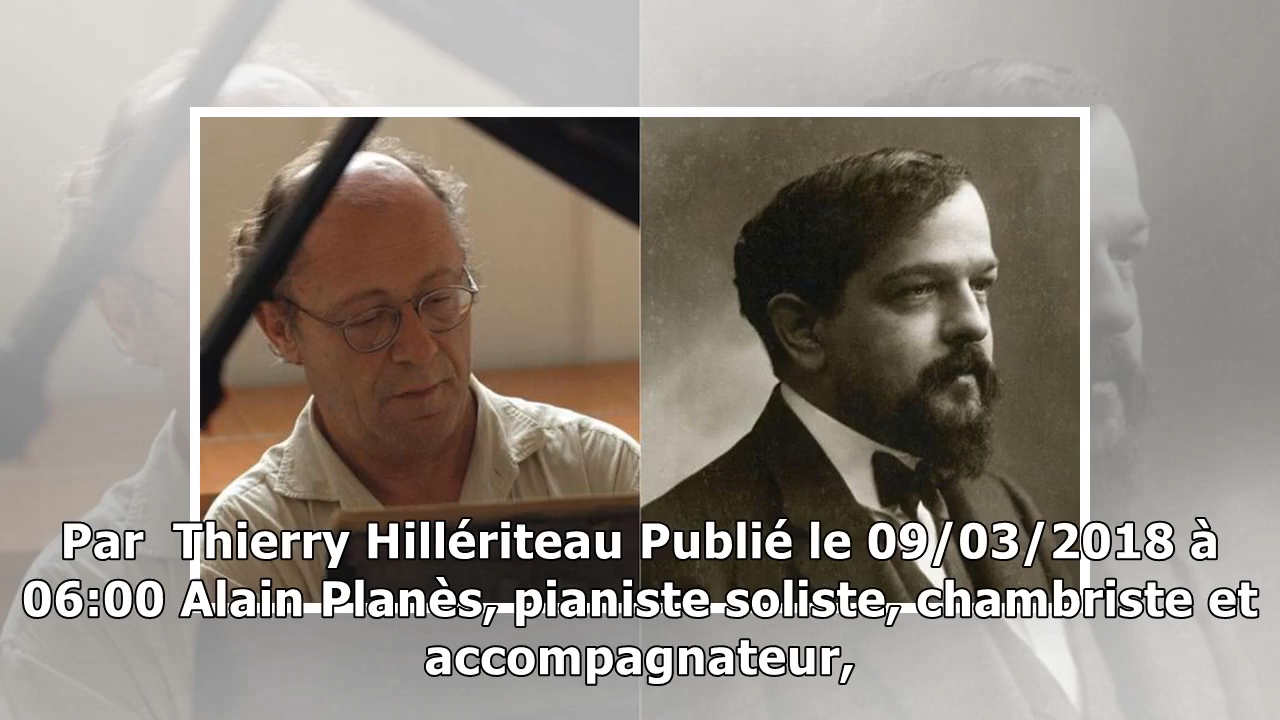 Par  Thierry Hillériteau Publié le 09/03/2018 à
06:00 Alain Planès, pianiste soliste, chambriste et
accompagnateur,